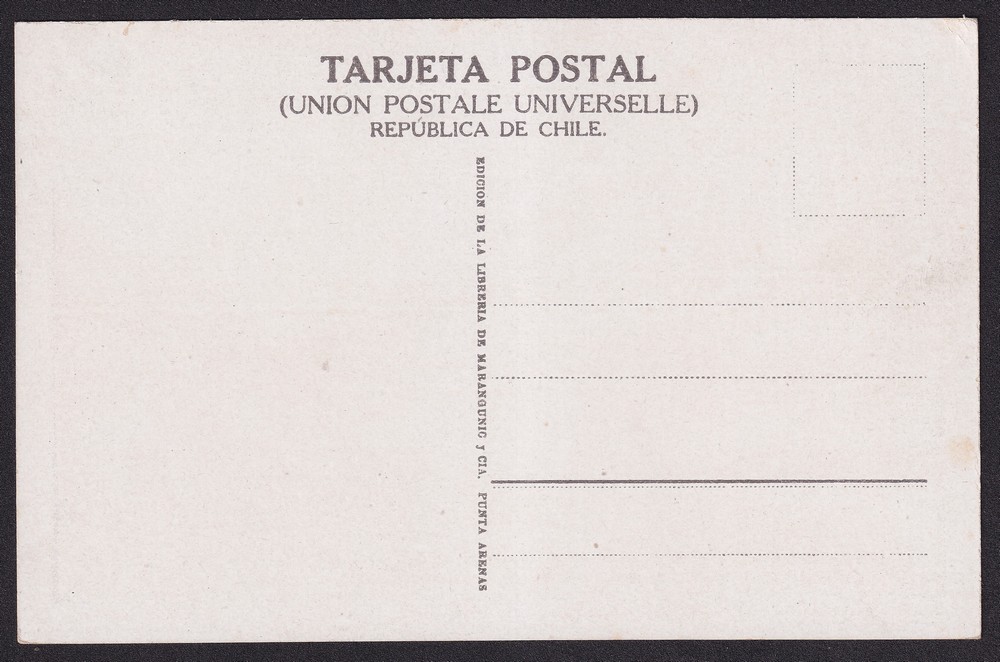 TARJETA POSTAL
(UNION POSTALE UNIVERSELLE)
REPÚBLICA DE CHILE.
EDICION DE LA LIBRERIA DE MARANGUNIC y CIA. PUNTA ARENAS